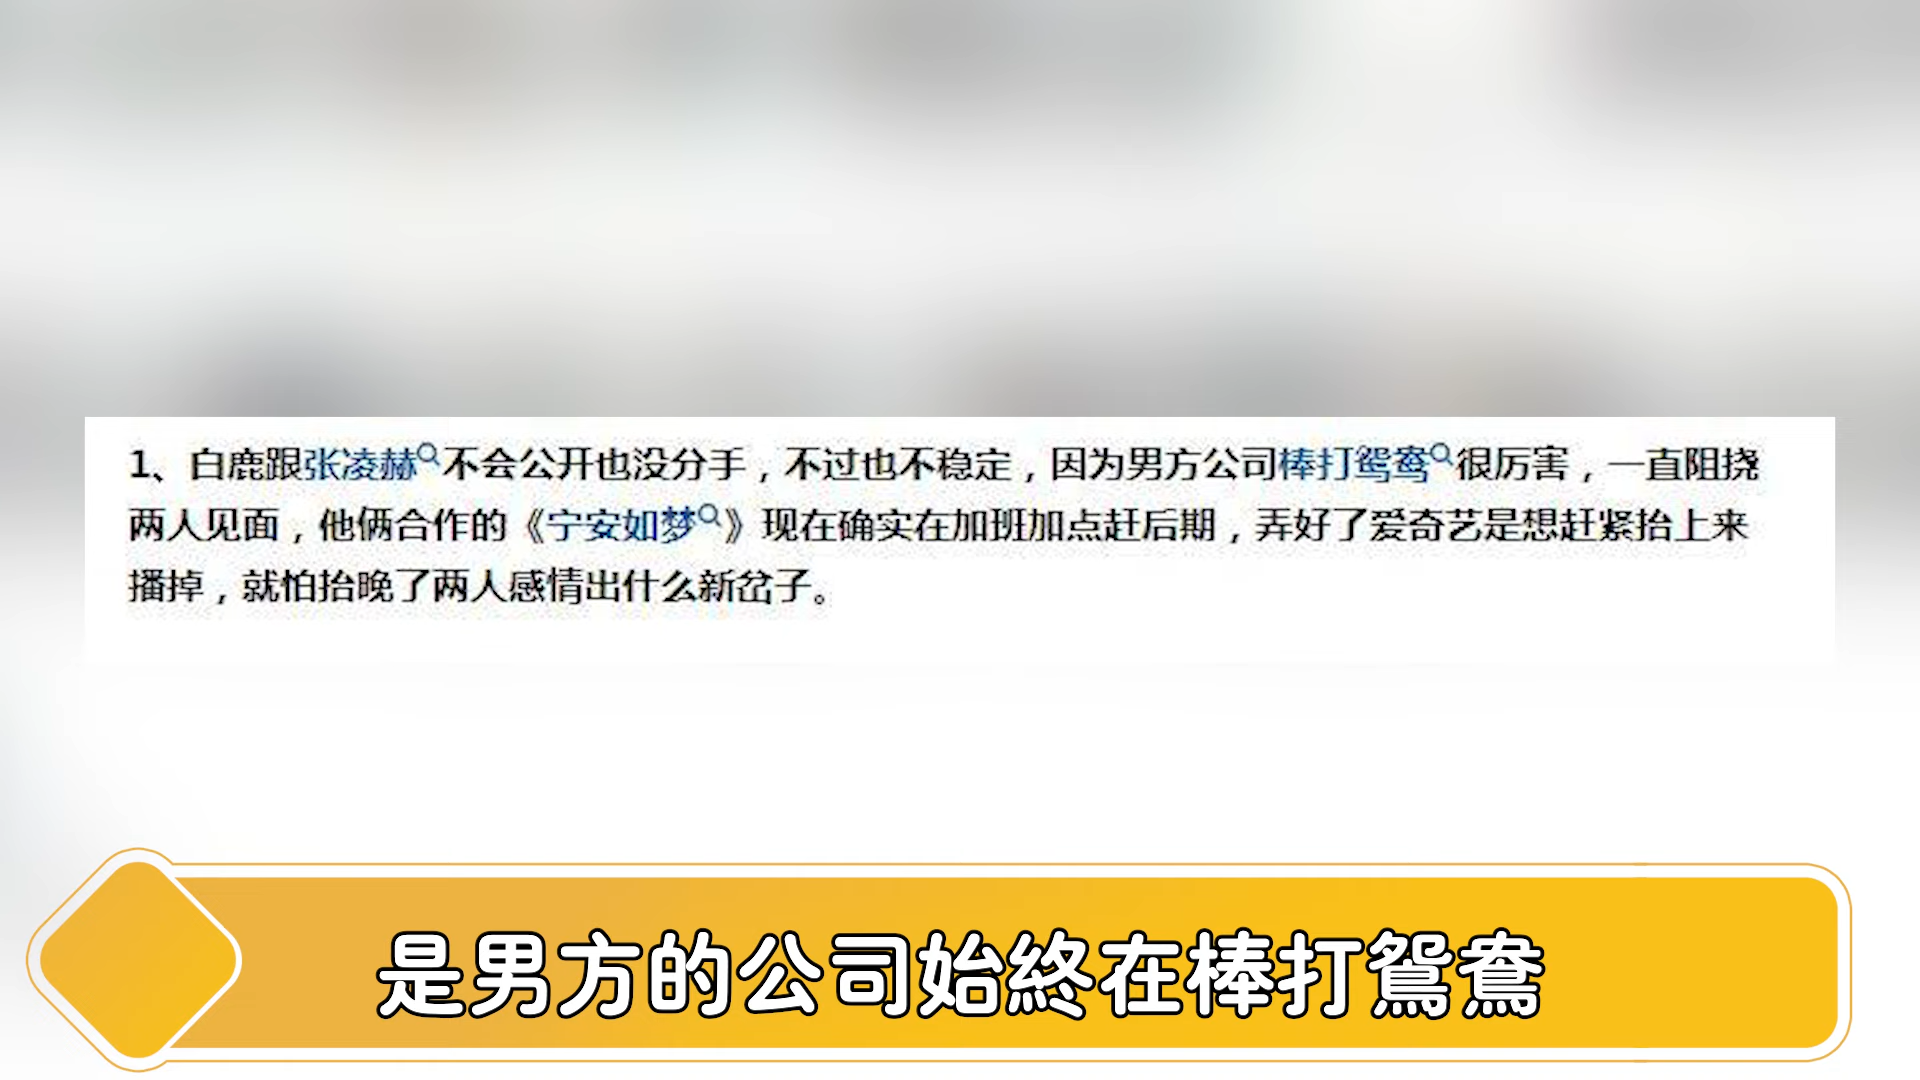 1、白鹿跟张凌赫不会公开也没分手，不过也不稳定，因为男方公司棒打鸳鸯很厉害，一直阻挠
两人见面，他俩合作的《宁安如梦》现在确实在加班加点赶后期，弄好了爱奇艺是想赶紧抬上来
播掉，就怕抬晚了两人感情出什么新岔子。
是男方的公司始終在棒打鴛鴦